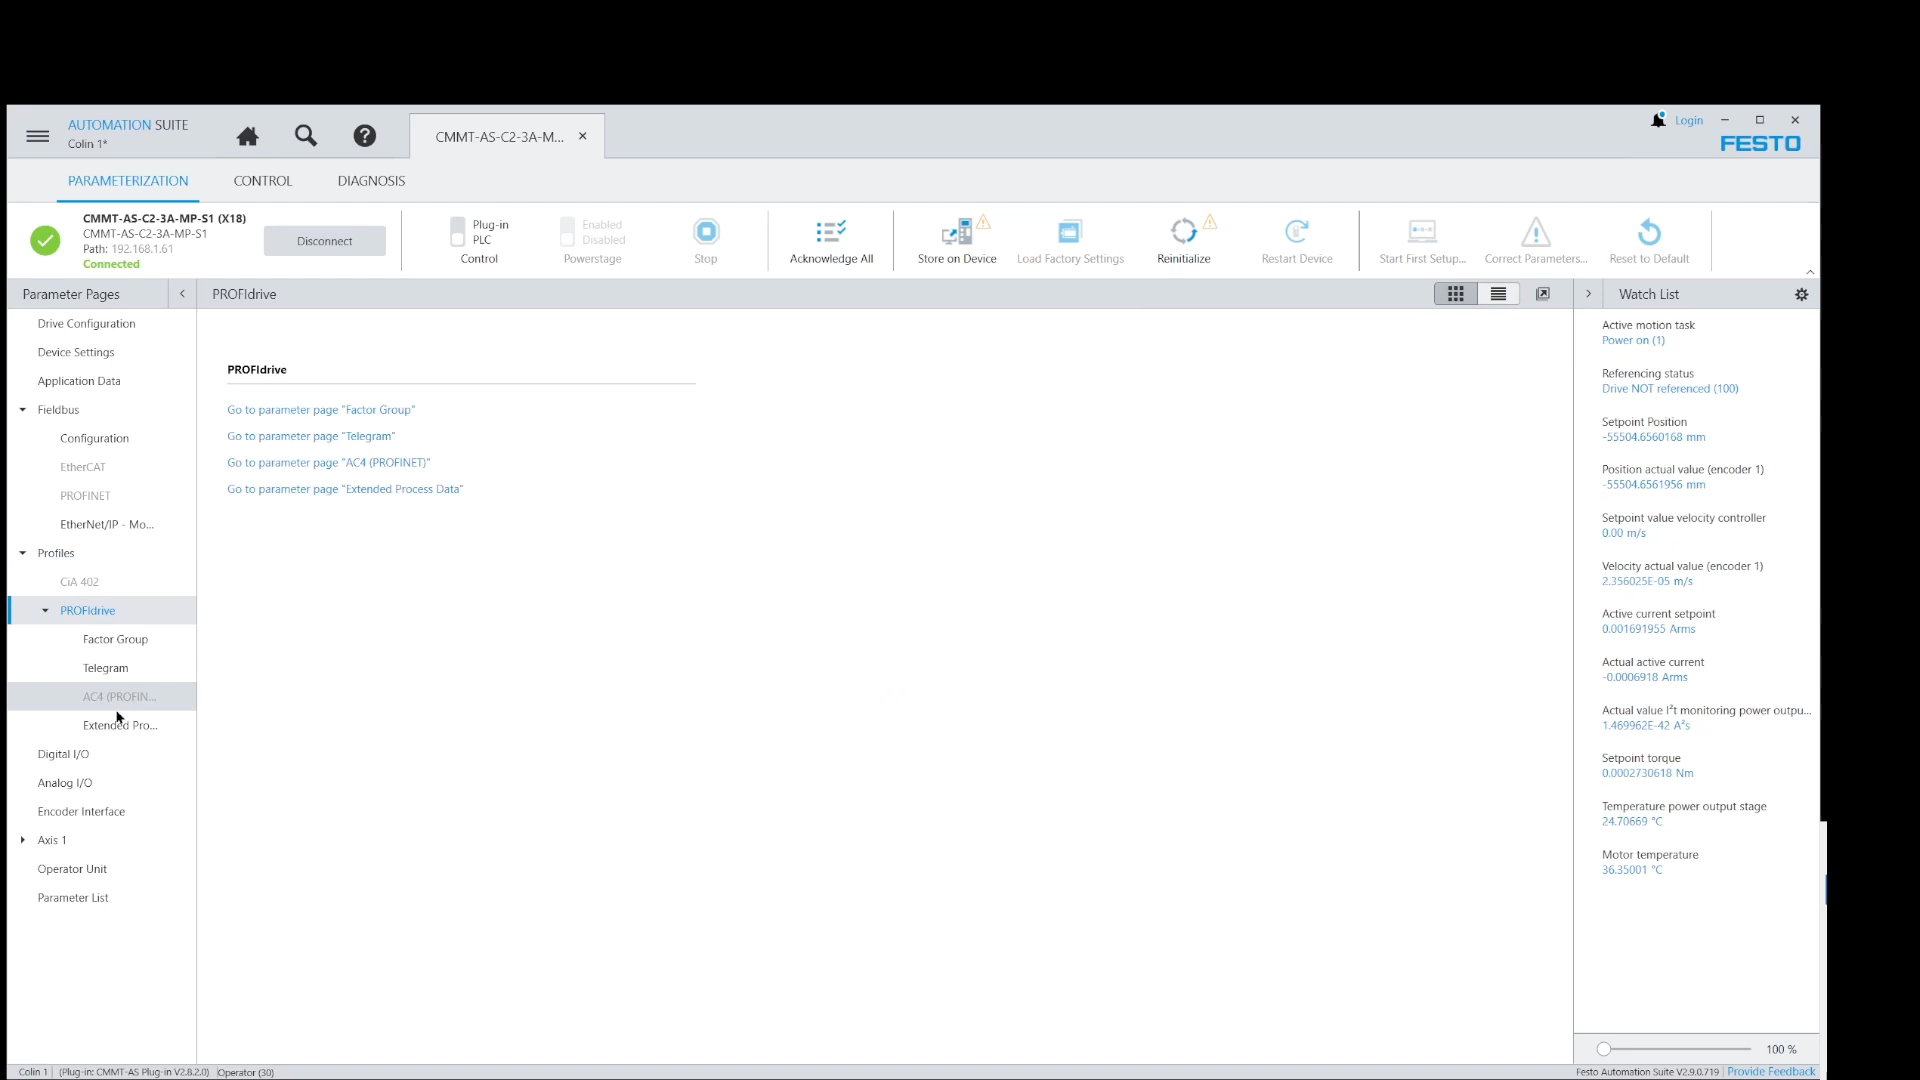 AUTOMATION SUITE
Colin 1*
CMMT-AS-C2-3A-M...
Login
FESTO
PARAMETERIZATION
CONTROL
DIAGNOSIS
CMMT-AS-C2-3A-MP-S1 (X18)
CMMT-AS-C2-3A-MP-S1
Path: 192.168.1.61
Connected
Disconnect
Plug-in
PLC
Control
Enabled
Disabled
Powerstage
Stop
Acknowledge All
Store on Device
Load Factory Settings
Reinitialize
Restart Device
Start First Setup...
Correct Parameters...
Reset to Default
Parameter Pages
PROFIdrive
Watch List
Drive Configuration
Device Settings
Application Data
Fieldbus
Configuration
EtherCAT
PROFINET
EtherNet/IP - Mo...
Profiles
CiA 402
PROFIdrive
Factor Group
Telegram
AC4 (PROFIN...
Extended Pro...
Digital I/O
Analog I/O
Encoder Interface
Axis 1
Operator Unit
Parameter List
PROFIdrive
Go to parameter page "Factor Group"
Go to parameter page "Telegram"
Go to parameter page "AC4 (PROFINET)"
Go to parameter page "Extended Process Data"
Active motion task
Power on (1)
Referencing status
Drive NOT referenced (100)
Setpoint Position
-55504.6560168 mm
Position actual value (encoder 1)
-55504.6561956 mm
Setpoint value velocity controller
0.00 m/s
Velocity actual value (encoder 1)
2.356025E-05 m/s
Active current setpoint
0.001691955 Arms
Actual active current
-0.0006918 Arms
Actual value I²t monitoring power outpu...
1.469962E-42 A²s
Setpoint torque
0.0002730618 Nm
Temperature power output stage
24.70669 °C
Motor temperature
36.35001 °C
100 %
Colin 1 | (Plug-in: CMMT-AS Plug-in V2.8.2.0) | Operator (30)
Festo Automation Suite V2.9.0.719 | Provide Feedback